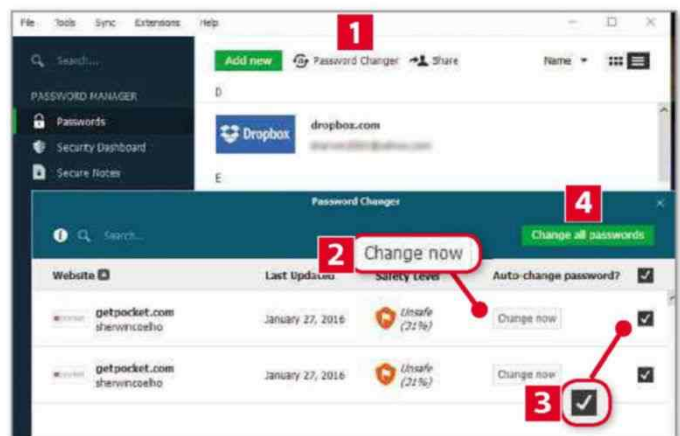 File Tools Sync Extensions Help
1
Search...
Add new Password Changer Share Name
PASSWORD MANAGER
D
Passwords
Dropbox dropbox.com
Security Dashboard
Secure Notes
E
Password Changer
4
Search...
Change all passwords
2 Change now
Website Last Updated Safety Level Auto-change password?
getpocket.com
sherwincoelho
January 27, 2016 Unsafe
(31%)
Change now
getpocket.com
sherwincoelho
January 27, 2016 Unsafe
(31%)
Change now
3